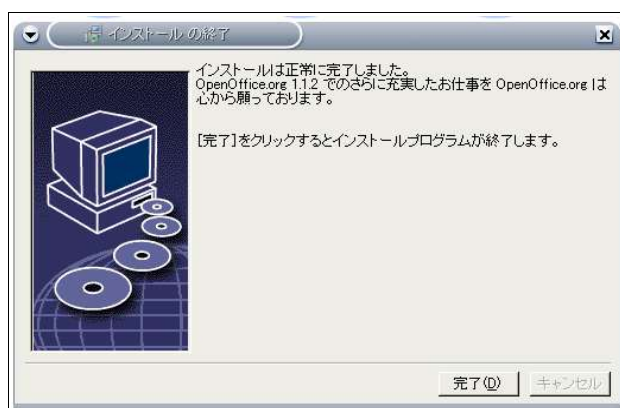 インストール の終了
インストールは正常に完了しました。
OpenOffice.org 1.1.2 でのさらに充実したお仕事を OpenOffice.org は
心から願っております。
[完了]をクリックするとインストールプログラムが終了します。
完了(D)
キャンセル